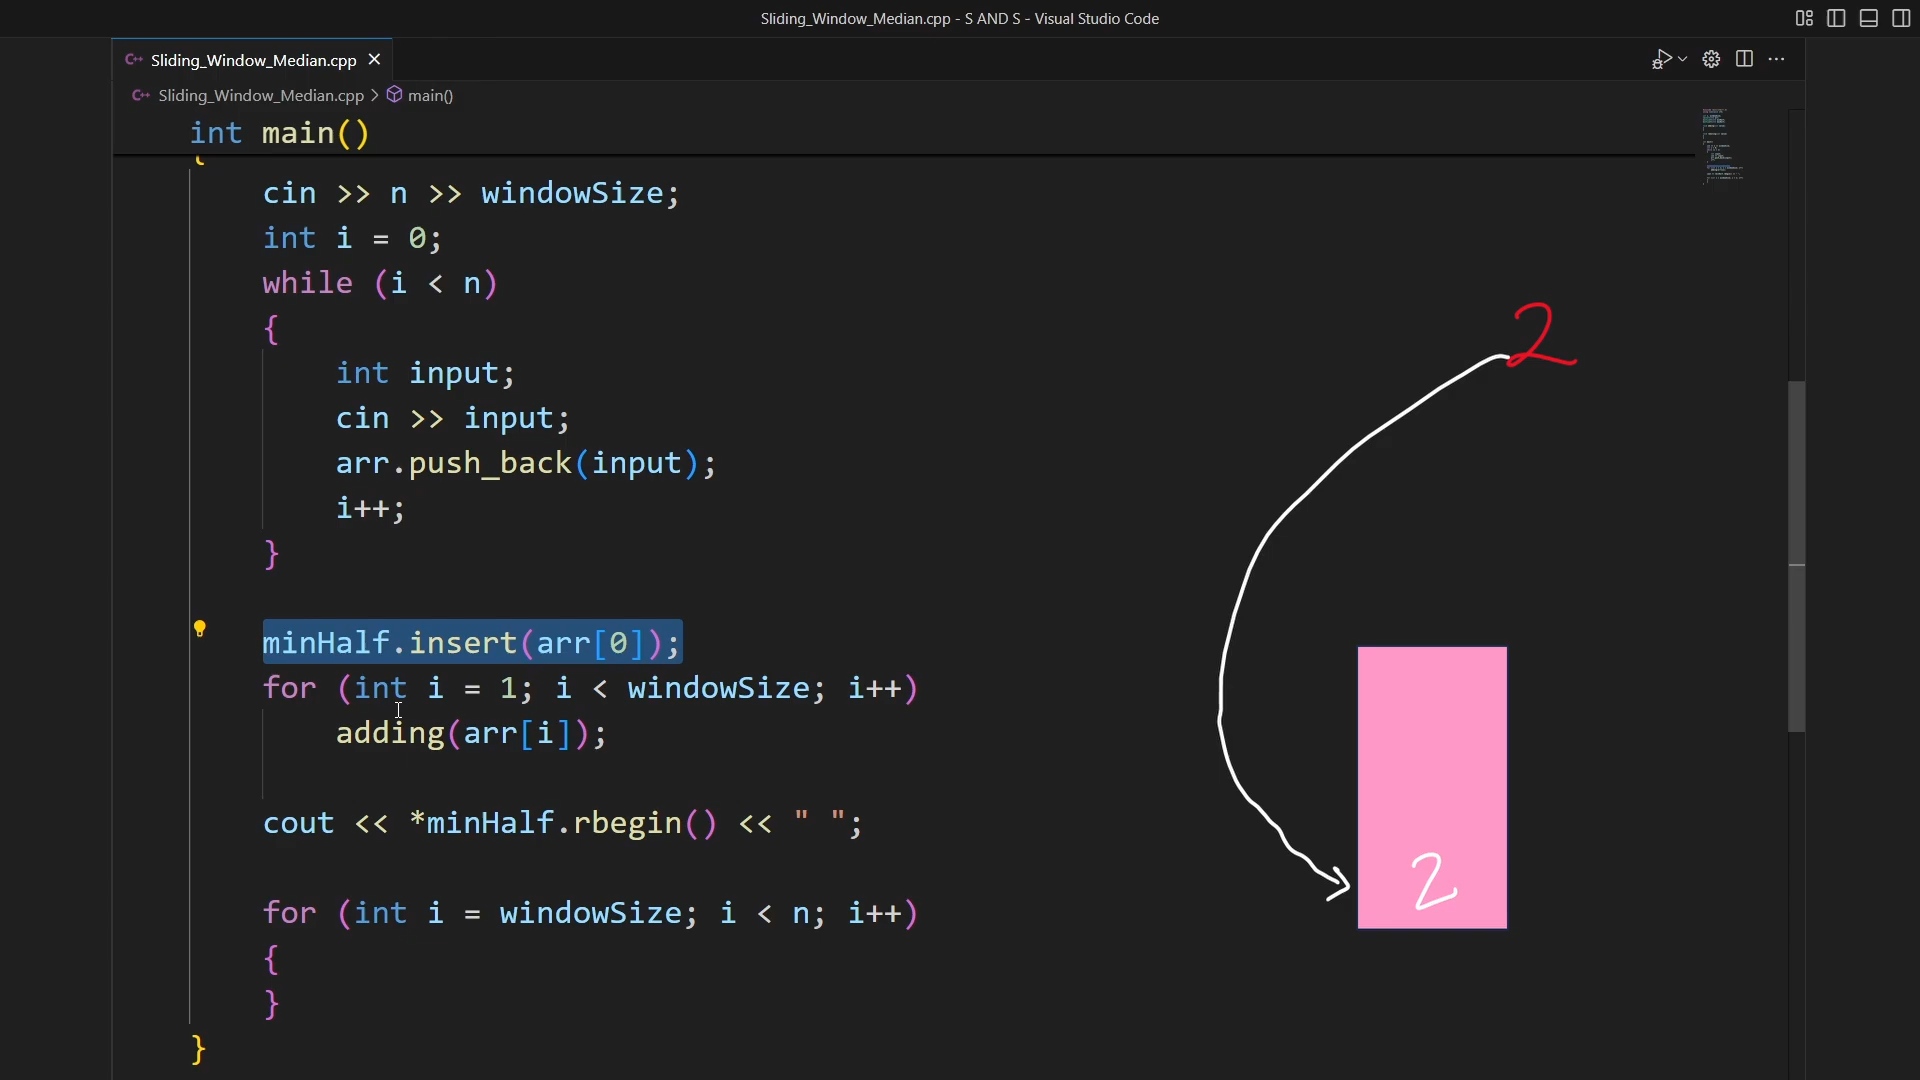 Sliding_Window_Median.cpp - S AND S - Visual Studio Code
C++ Sliding_Window_Median.cpp ×
C++ Sliding_Window_Median.cpp > main()
int main()
{
cin >> n >> windowSize;
int i = 0;
while (i < n)
{
int input;
cin >> input;
arr.push_back(input);
i++;
}
minHalf.insert(arr[0]);
for (int i = 1; i < windowSize; i++)
adding(arr[i]);
cout << *minHalf.rbegin() << " ";
for (int i = windowSize; i < n; i++)
{
}
}
2
2